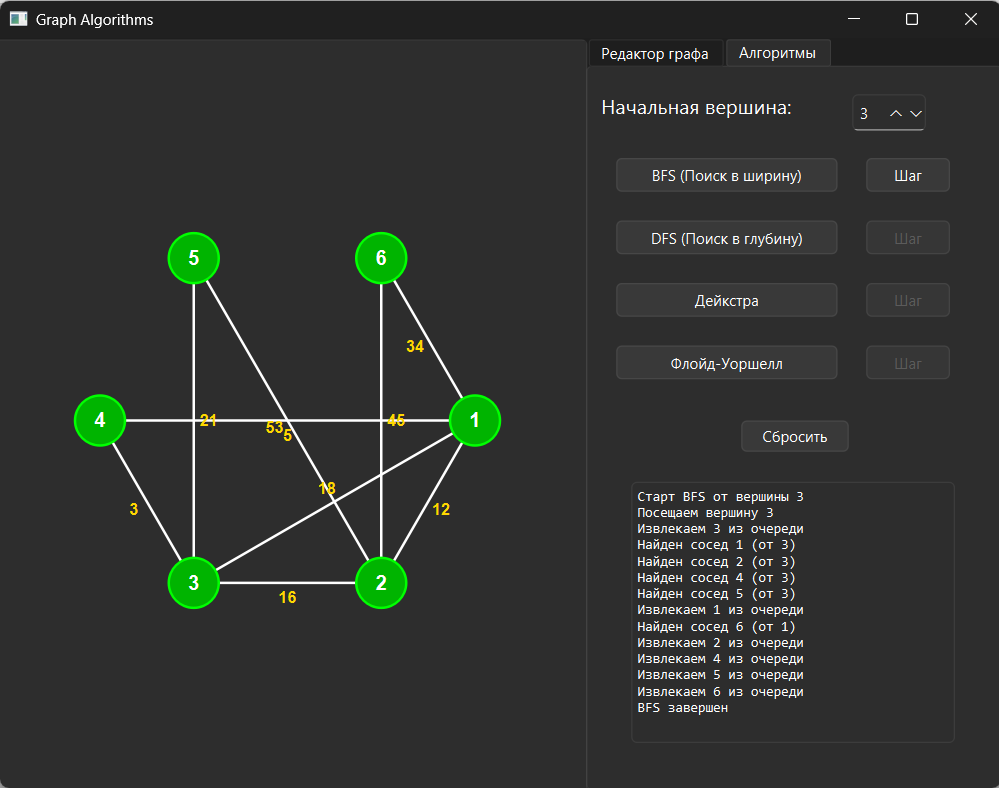 Graph Algorithms
Редактор графа
Алгоритмы
Начальная вершина:
3
BFS (Поиск в ширину)
Шаг
DFS (Поиск в глубину)
Шаг
Дейкстра
Шаг
Флойд-Уоршелл
Шаг
Сбросить
Старт BFS от вершины 3
Посещаем вершину 3
Извлекаем 3 из очереди
Найден сосед 1 (от 3)
Найден сосед 2 (от 3)
Найден сосед 4 (от 3)
Найден сосед 5 (от 3)
Извлекаем 1 из очереди
Найден сосед 6 (от 1)
Извлекаем 2 из очереди
Извлекаем 4 из очереди
Извлекаем 5 из очереди
Извлекаем 6 из очереди
BFS завершен
5
6
34
4
21
53
5
45
1
18
3
12
3
2
16